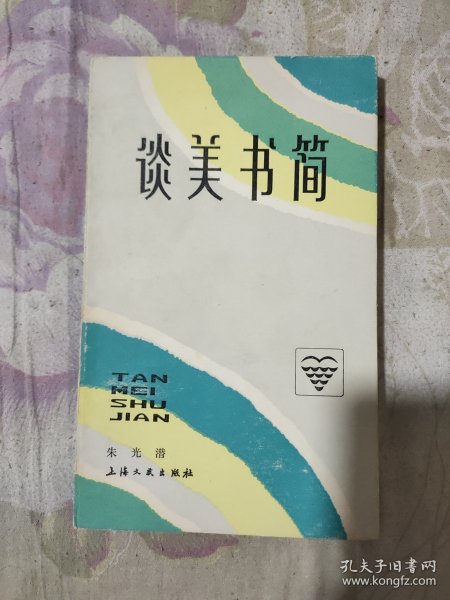 谈美书简
TAN
MEI
SHU
JIAN
朱光潜
上海文艺出版社
孔夫子旧书网
www.kongfz.com